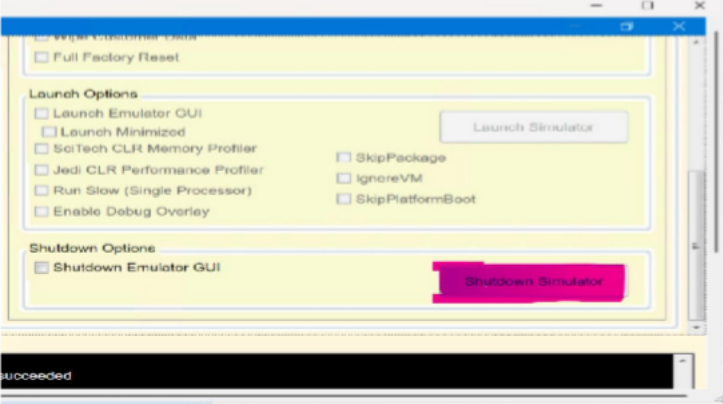 Wipe Customer Data
Full Factory Reset
Launch Options
Launch Emulator GUI
Launch Minimized
SciTech CLR Memory Profiler
Jedi CLR Performance Profiler
Run Slow (Single Processor)
Enable Debug Overlay
Launch Simulator
SkipPackage
IgnoreVM
SkipPlatformBoot
Shutdown Options
Shutdown Emulator GUI
Shutdown Simulator
succeeded